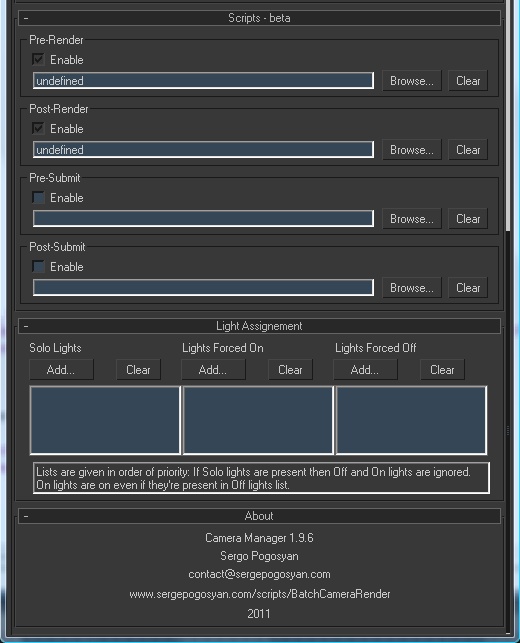 - Scripts - beta
Pre-Render
Enable
undefined Browse... Clear
Post-Render
Enable
undefined Browse... Clear
Pre-Submit
Enable
Browse... Clear
Post-Submit
Enable
Browse... Clear
- Light Assignement
Solo Lights Lights Forced On Lights Forced Off
Add... Clear Add... Clear Add... Clear
Lists are given in order of priority: If Solo lights are present then Off and On lights are ignored.
On lights are on even if they're present in Off lights list.
- About
Camera Manager 1.9.6
Sergo Pogosyan
contact@sergepogosyan.com
www.sergepogosyan.com/scripts/BatchCameraRender
2011